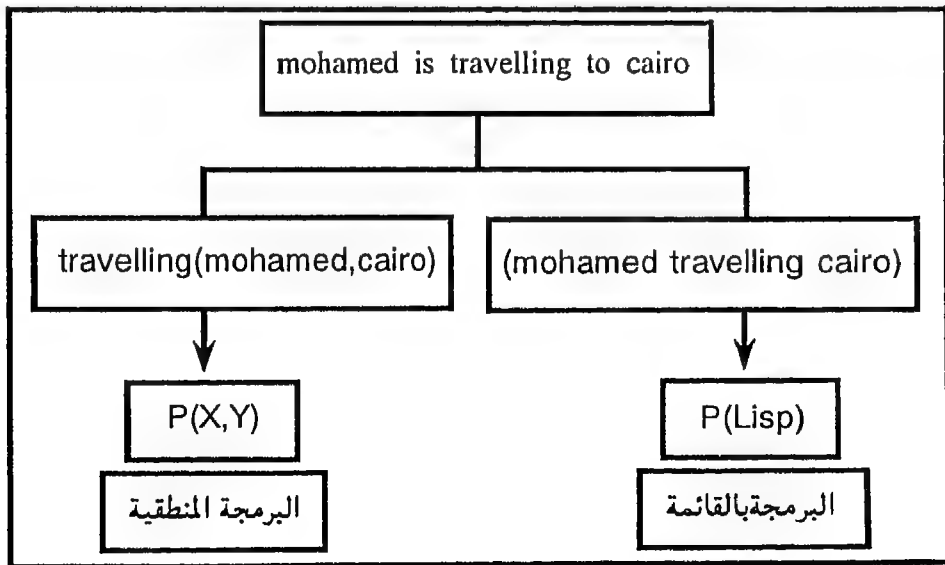 mohamed is travelling to cairo
travelling(mohamed,cairo)
(mohamed travelling cairo)
P(X,Y)
P(Lisp)
البرمجة المنطقية
البرمجةبالقائمة